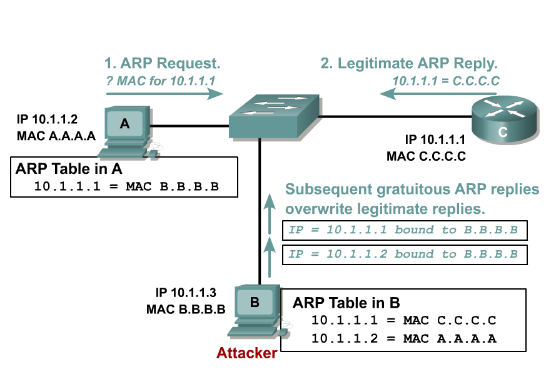 1. ARP Request.
? MAC for 10.1.1.1
2. Legitimate ARP Reply.
10.1.1.1 = C.C.C.C
IP 10.1.1.2
MAC A.A.A.A
A
C
IP 10.1.1.1
MAC C.C.C.C
ARP Table in A
10.1.1.1 = MAC B.B.B.B
Subsequent gratuitous ARP replies
overwrite legitimate replies.
IP = 10.1.1.1 bound to B.B.B.B
IP = 10.1.1.2 bound to B.B.B.B
IP 10.1.1.3
MAC B.B.B.B
B
Attacker
ARP Table in B
10.1.1.1 = MAC C.C.C.C
10.1.1.2 = MAC A.A.A.A